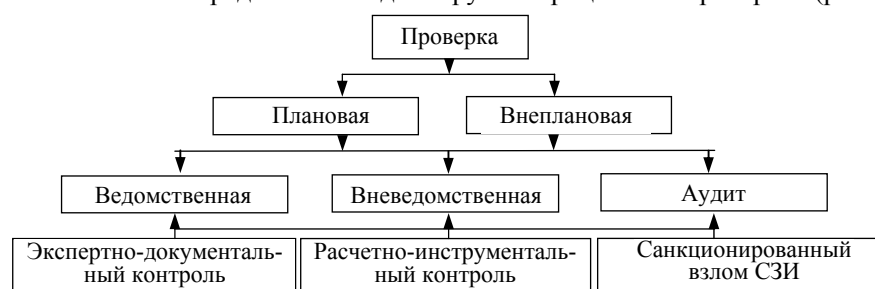 Проверка
Плановая
Внеплановая
Ведомственная
Вневедомственная
Аудит
Экспертно-документаль-
ный контроль
Расчетно-инструменталь-
ный контроль
Санкционированный
взлом СЗИ